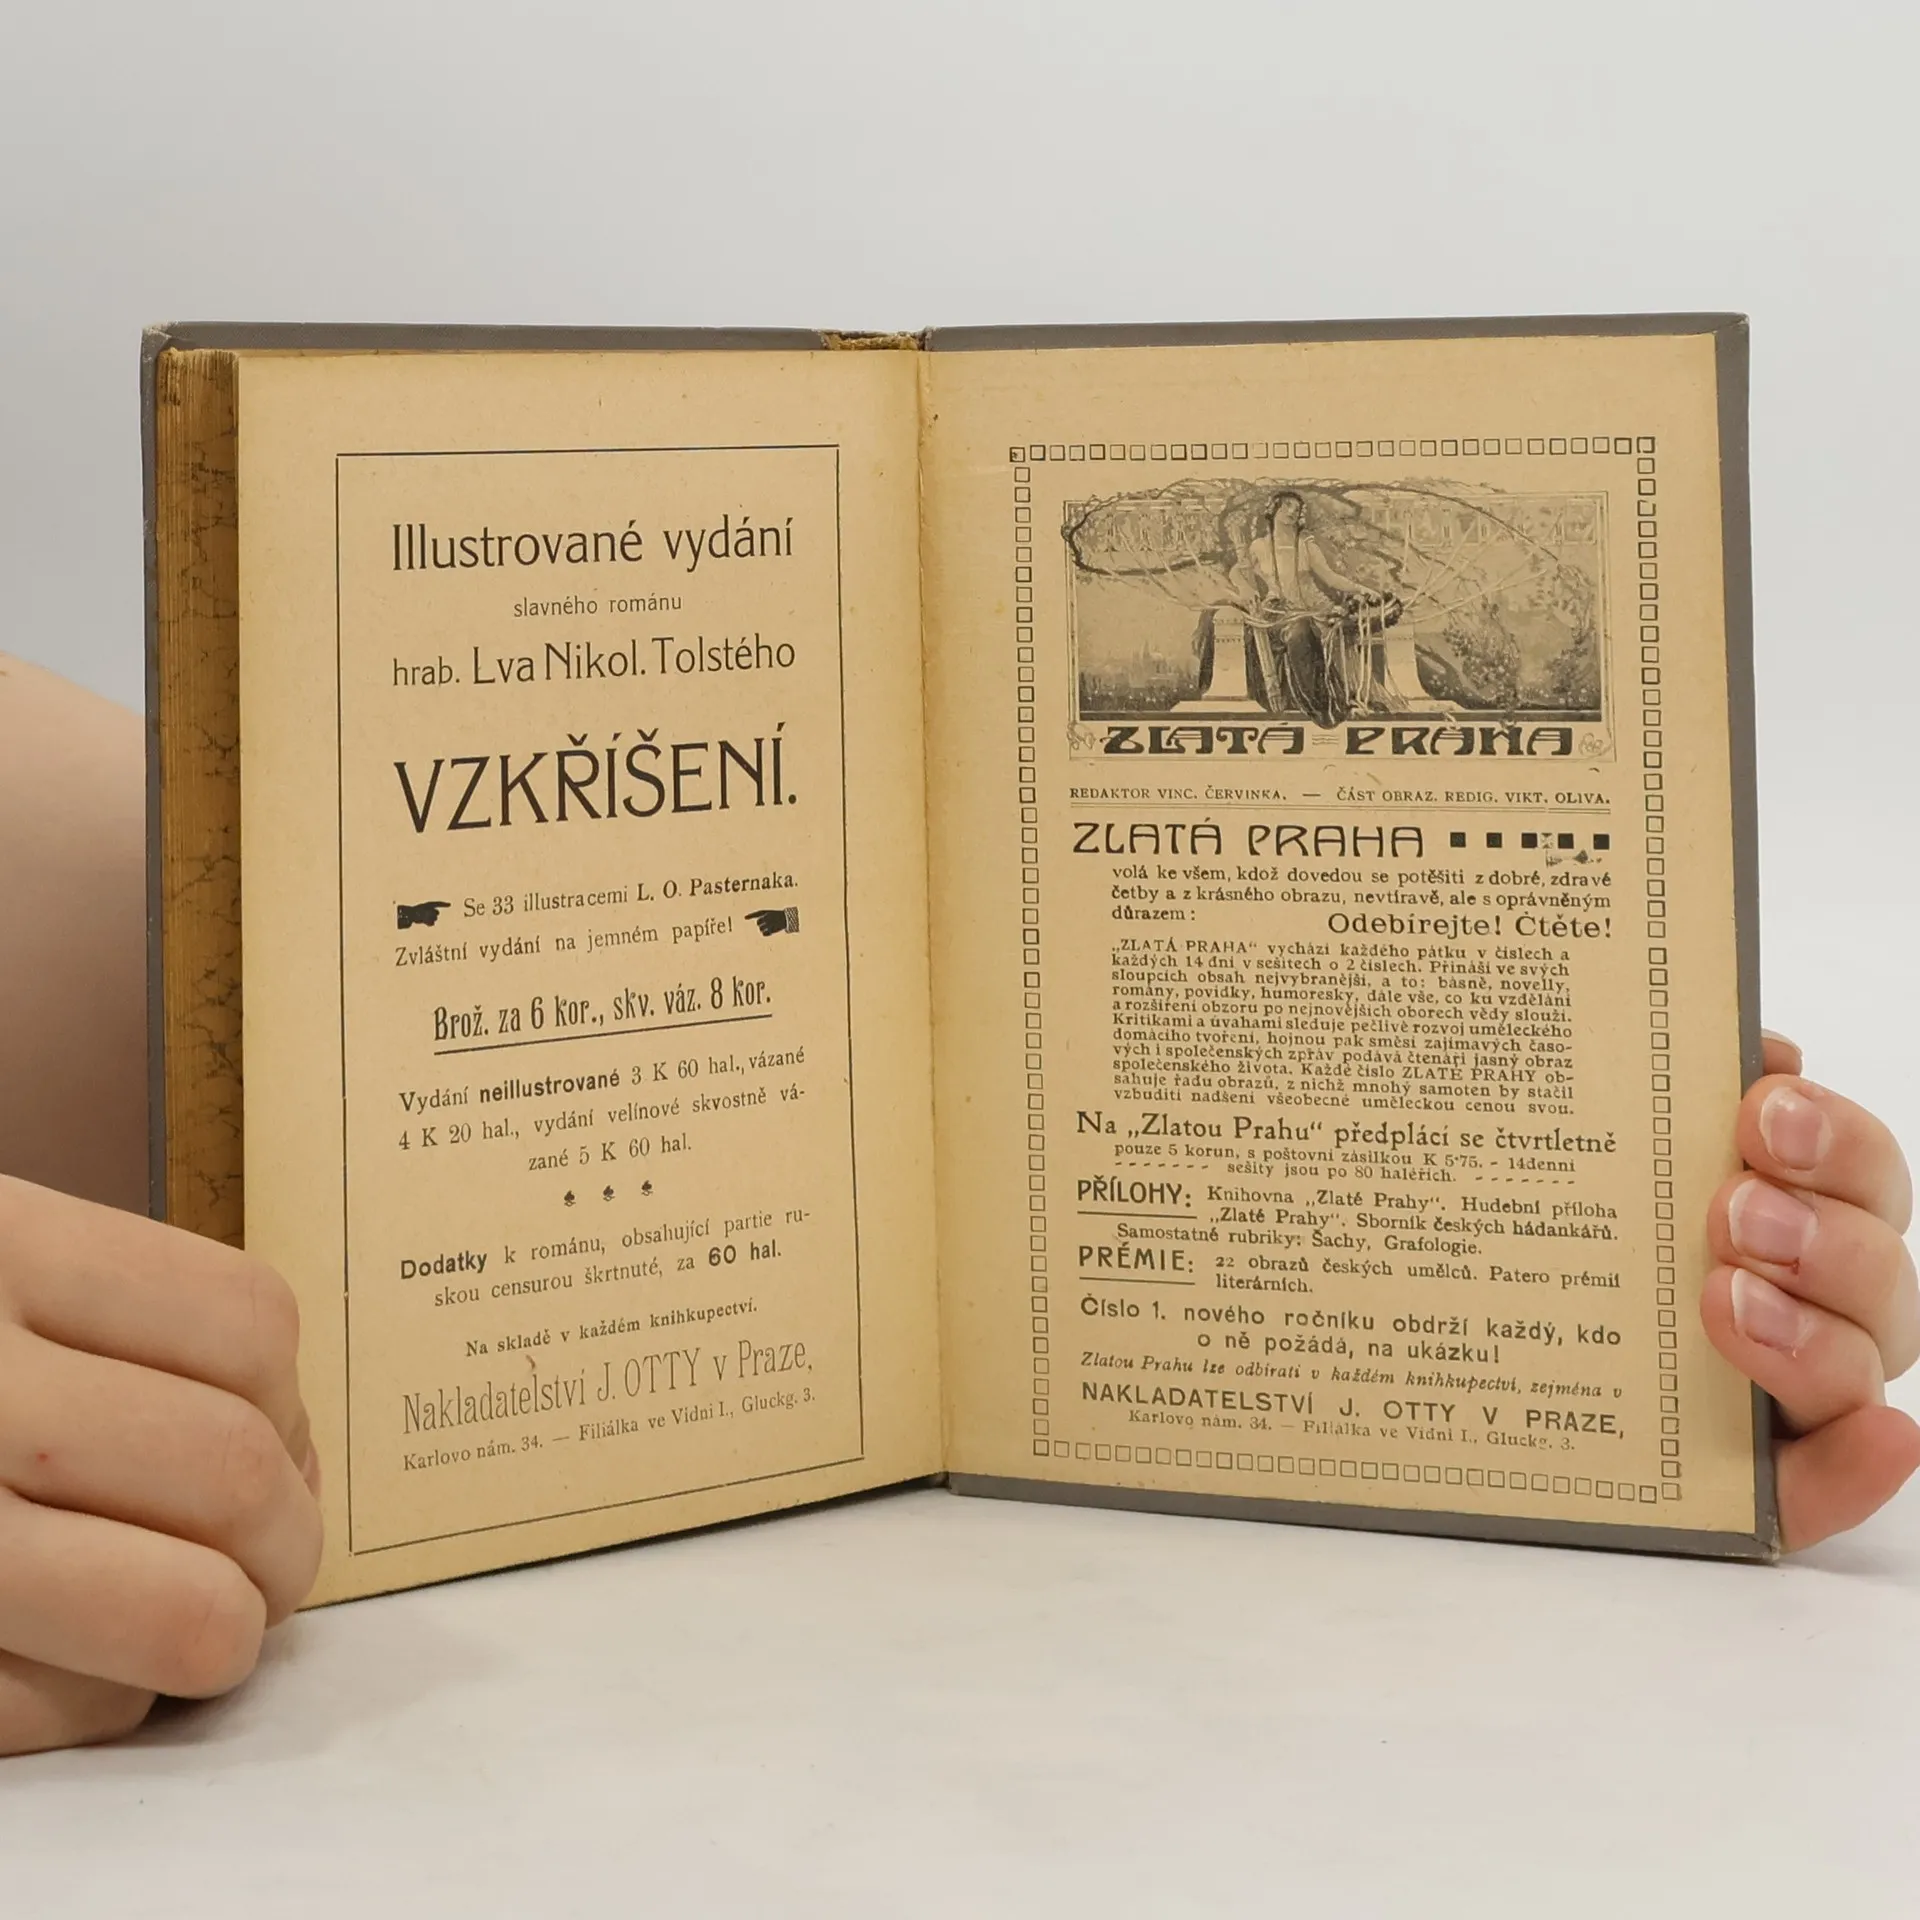 Illustrované vydání
slavného románu
hrab. Lva Nikol. Tolstého
VZKŘÍŠENÍ.
Se 33 illustracemi L. O. Pasternaka.
Zvláštní vydání na jemném papíře!
Brož. za 6 kor., skv. váz. 8 kor.
Vydání neillustrované 3 K 60 hal., vázané
4 K 20 hal., vydání velínové skvostně vá-
zané 5 K 60 hal.
Dodatky k románu, obsahující partie ru-
skou censurou škrtnuté, za 60 hal.
Na skladě v každém knihkupectví.
Nakladatelství J. OTTY v Praze,
Karlovo nám. 34. — Filiálka ve Vídni I., Gluckg. 3.
ZLATÁ PRAHA
REDAKTOR VINC. ČERVINKA. — ČÁST OBRAZ. REDIG. VIKT. OLIVA.
ZLATÁ PRAHA
volá ke všem, kdož dovedou se potěšiti z dobré, zdravé
četby a z krásného obrazu, nevtíravě, ale s oprávněným
důrazem: Odebírejte! Čtěte!
„ZLATÁ PRAHA“ vychází každého pátku v číslech a
každých 14 dní v sešitech o 2 číslech. Přináší ve svých
sloupcích obsah nejvybranější, a to: básně, novelly,
romány, povídky, humoresky, dále vše, co ku vzdělání
a rozšíření obzoru po nejnovějších oborech vědy slouží.
Kritikami a úvahami sleduje pečlivě rozvoj uměleckého
domácího tvoření, hojnou pak směsí zajímavých časo-
vých i společenských zpráv podává čtenáři jasný obraz
společenského života. Každé číslo ZLATÉ PRAHY ob-
sahuje řadu obrazů, z nichž mnohý samoten by stačil
vzbuditi nadšení všeobecné uměleckou cenou svou.
Na „Zlatou Prahu“ předplácí se čtvrtletně
pouze 5 korun, s poštovní zásilkou K 5·75. - 14denní
- - - - - - - sešity jsou po 80 haléřích. - - - - - - -
PŘÍLOHY: Knihovna „Zlaté Prahy“. Hudební příloha
„Zlaté Prahy“. Sborník českých hádankářů.
Samostatné rubriky: Šachy, Grafologie.
PRÉMIE: 22 obrazů českých umělců. Patero prémií
literárních.
Číslo 1. nového ročníku obdrží každý, kdo
o ně požádá, na ukázku!
Zlatou Prahu lze odbírati v každém knihkupectví, zejména v
NAKLADATELSTVÍ J. OTTY V PRAZE,
Karlovo nám. 34. — Filiálka ve Vídni I., Gluckg. 3.